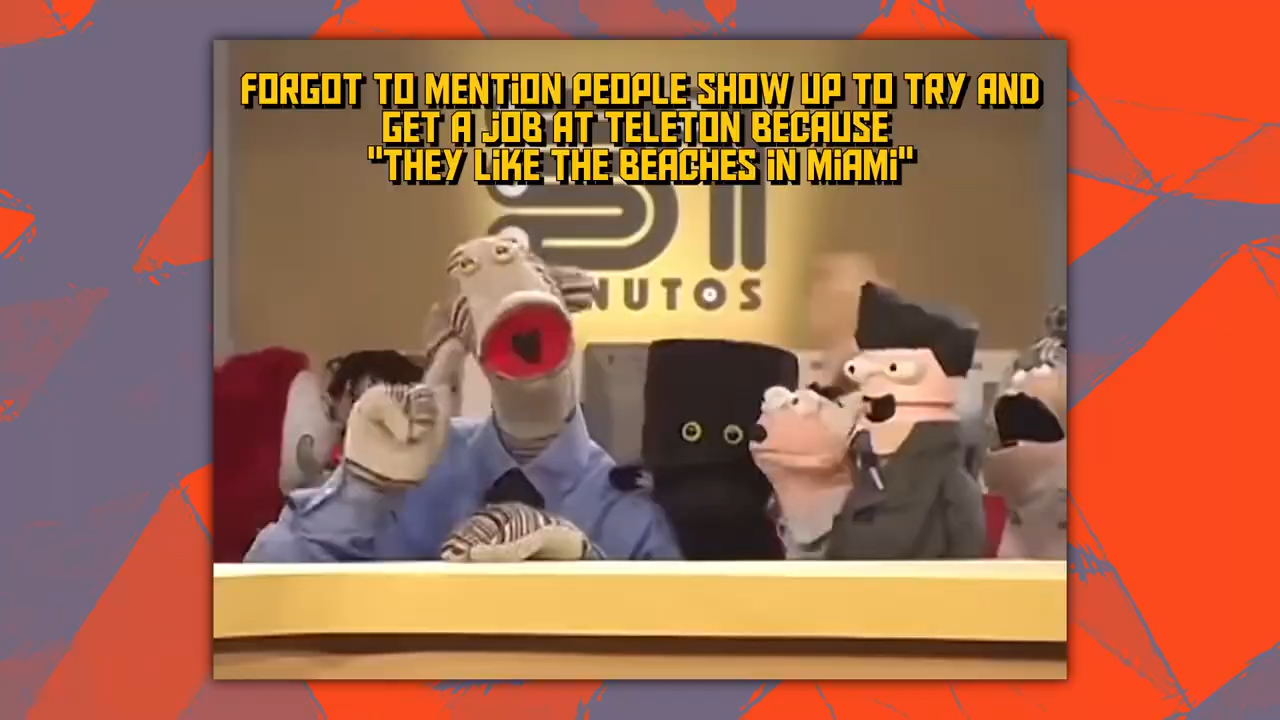 FORGOT TO MENTION PEOPLE SHOW UP TO TRY AND
GET A JOB AT TELETON BECAUSE
"THEY LIKE THE BEACHES IN MIAMI"
31
NUTOS